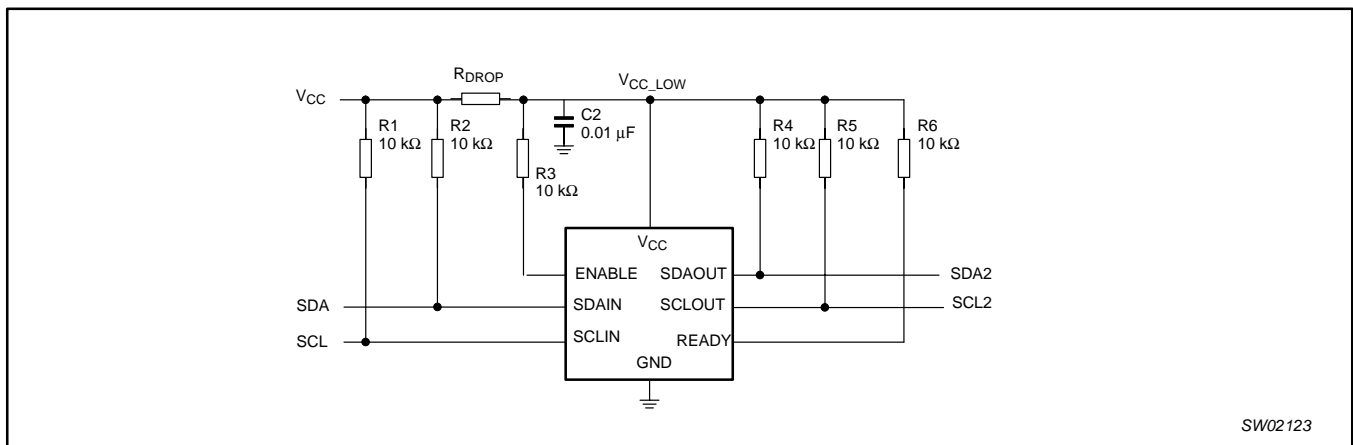 RDROP
VCC
VCC_LOW
C2
0.01 μF
R1
10 kΩ
R2
10 kΩ
R3
10 kΩ
R4
10 kΩ
R5
10 kΩ
R6
10 kΩ
VCC
ENABLE
SDAOUT
SDA2
SDA
SDAIN
SCLOUT
SCL2
SCL
SCLIN
READY
GND
SW02123